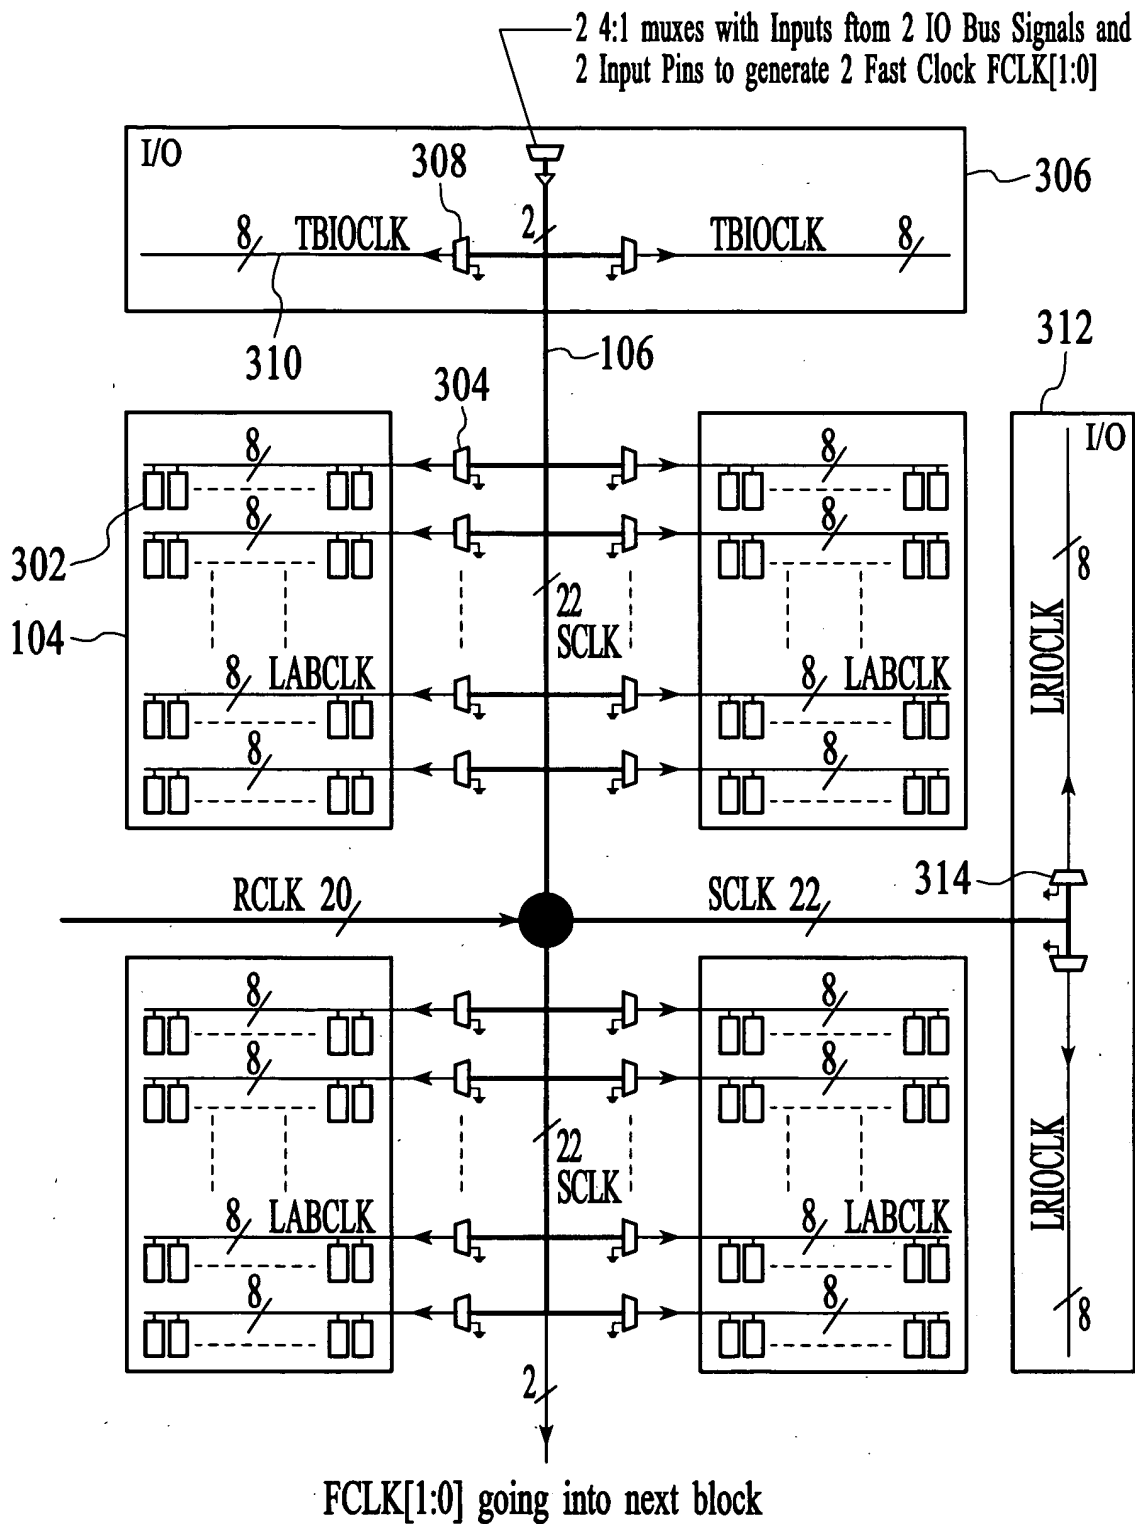 2 4:1 muxes with Inputs ftom 2 IO Bus Signals and
2 Input Pins to generate 2 Fast Clock FCLK[1:0]
I/O
308
306
2
8 TBIOCLK
TBIOCLK 8
310
106
312
304
I/O
8
8
8
8
302
8
22
SCLK
104
LRIOCLK
8 LABCLK
8 LABCLK
8
8
314
RCLK 20
SCLK 22
8
8
8
8
22
SCLK
LRIOCLK
8 LABCLK
8 LABCLK
8
8
8
2
FCLK[1:0] going into next block